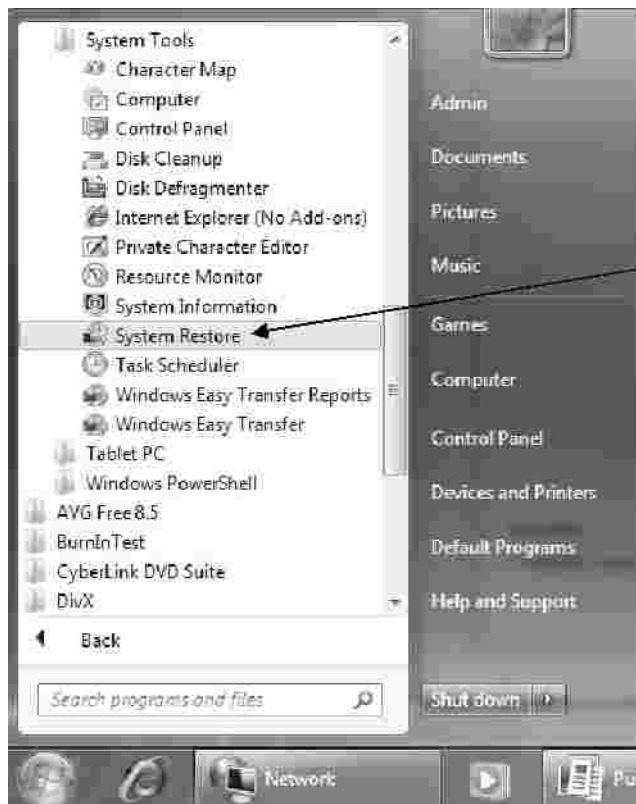 System Tools
Character Map
Computer
Control Panel
Disk Cleanup
Disk Defragmenter
Internet Explorer (No Add-ons)
Private Character Editor
Resource Monitor
System Information
System Restore
Task Scheduler
Windows Easy Transfer Reports
Windows Easy Transfer
Tablet PC
Windows PowerShell
AVG Free 8.5
BurnInTest
CyberLink DVD Suite
DivX
Back
Search programs and files
Admin
Documents
Pictures
Music
Games
Computer
Control Panel
Devices and Printers
Default Programs
Help and Support
Shut down
Network